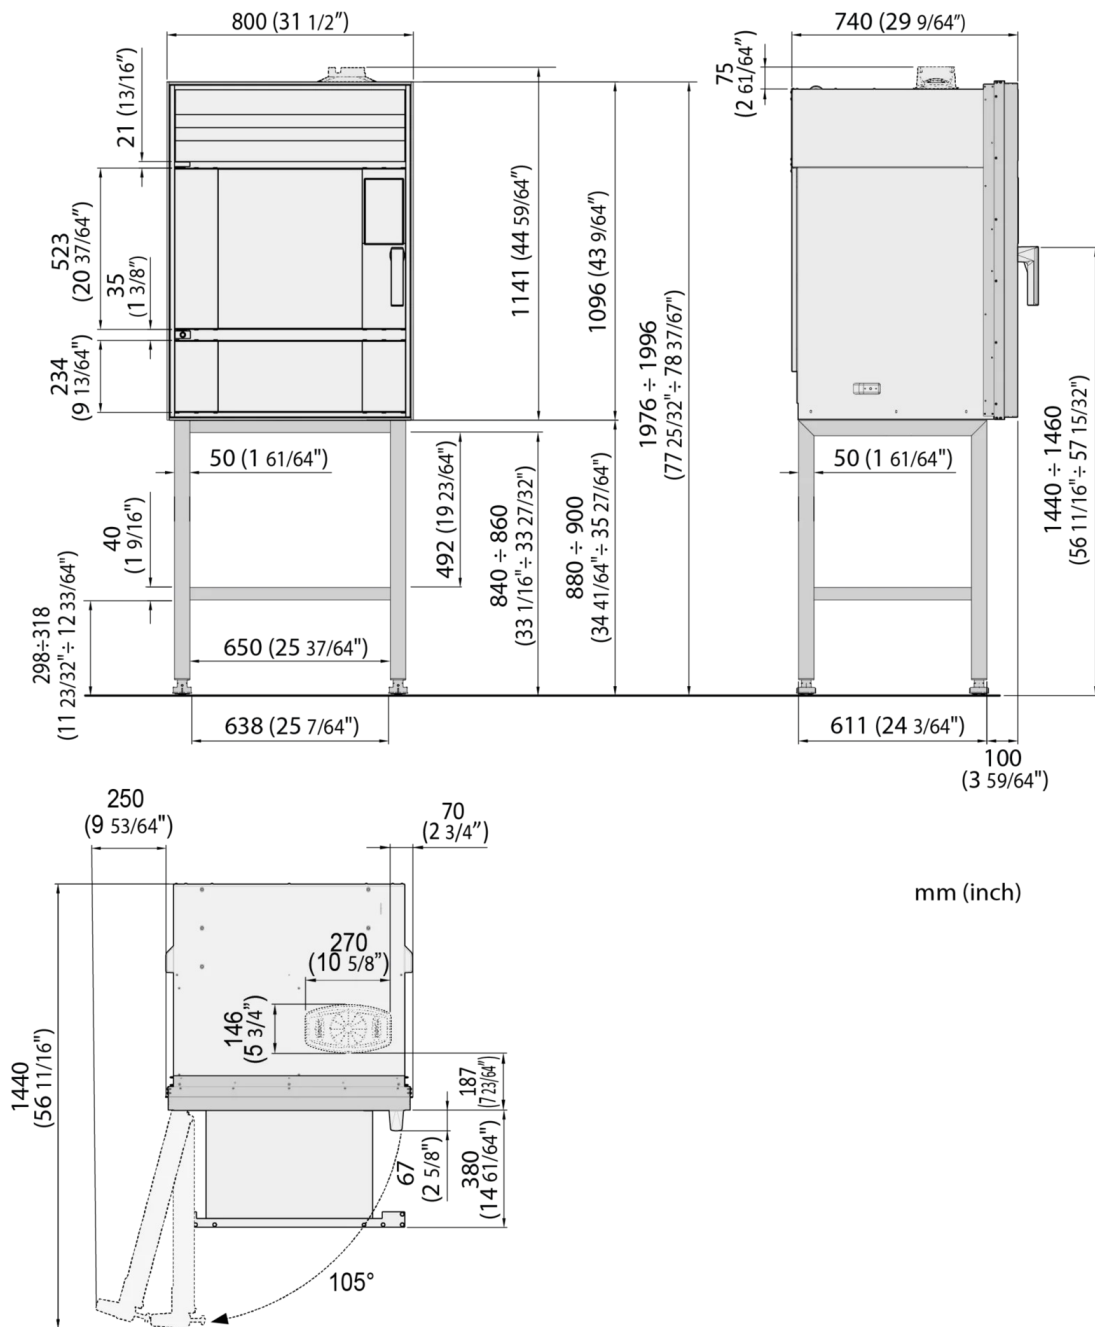 800 (31 1/2”)
740 (29 9/64”)
75
(2 61/64”)
21 (13/16”)
523
(20 37/64”)
35
(1 3/8”)
234
(9 13/64”)
1141 (44 59/64”)
1096 (43 9/64”)
1976 ÷ 1996
(77 25/32”÷ 78 37/67")
1440 ÷ 1460
(56 11/16”÷ 57 15/32")
50 (1 61/64")
50 (1 61/64")
40
(1 9/16")
492 (19 23/64")
840 ÷ 860
(33 1/16"÷ 33 27/32")
880 ÷ 900
(34 41/64"÷ 35 27/64")
298÷318
(11 23/32"÷ 12 33/64")
650 (25 37/64")
638 (25 7/64")
611 (24 3/64")
100
(3 59/64")
250
(9 53/64")
70
(2 3/4”)
mm (inch)
270
(10 5/8”)
146
(5 3/4”)
187
(7 23/64”)
1440
(56 11/16")
67
(2 5/8")
380
(14 61/64")
105°